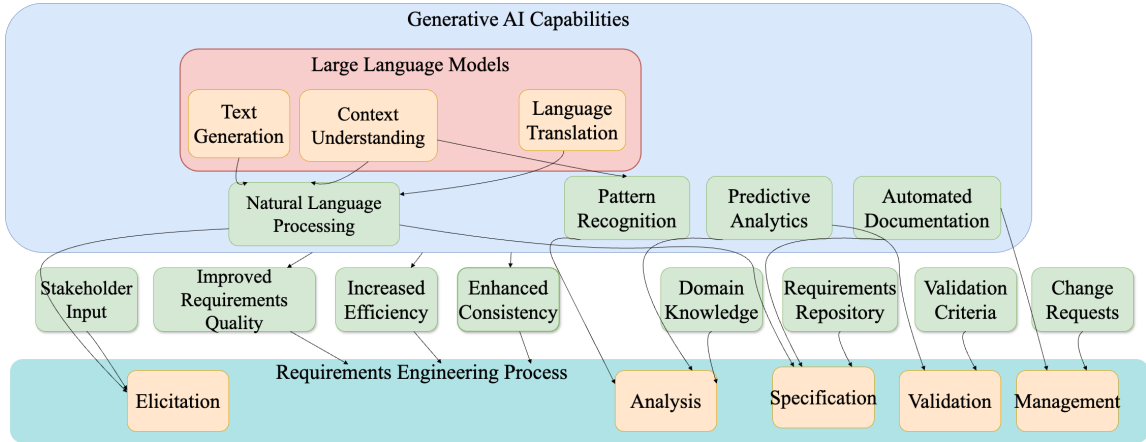 Generative AI Capabilities
Large Language Models
Text
Generation
Context
Understanding
Language
Translation
Natural Language
Processing
Pattern
Recognition
Predictive
Analytics
Automated
Documentation
Stakeholder
Input
Improved
Requirements
Quality
Increased
Efficiency
Enhanced
Consistency
Domain
Knowledge
Requirements
Repository
Validation
Criteria
Change
Requests
Requirements Engineering Process
Elicitation
Analysis
Specification
Validation
Management